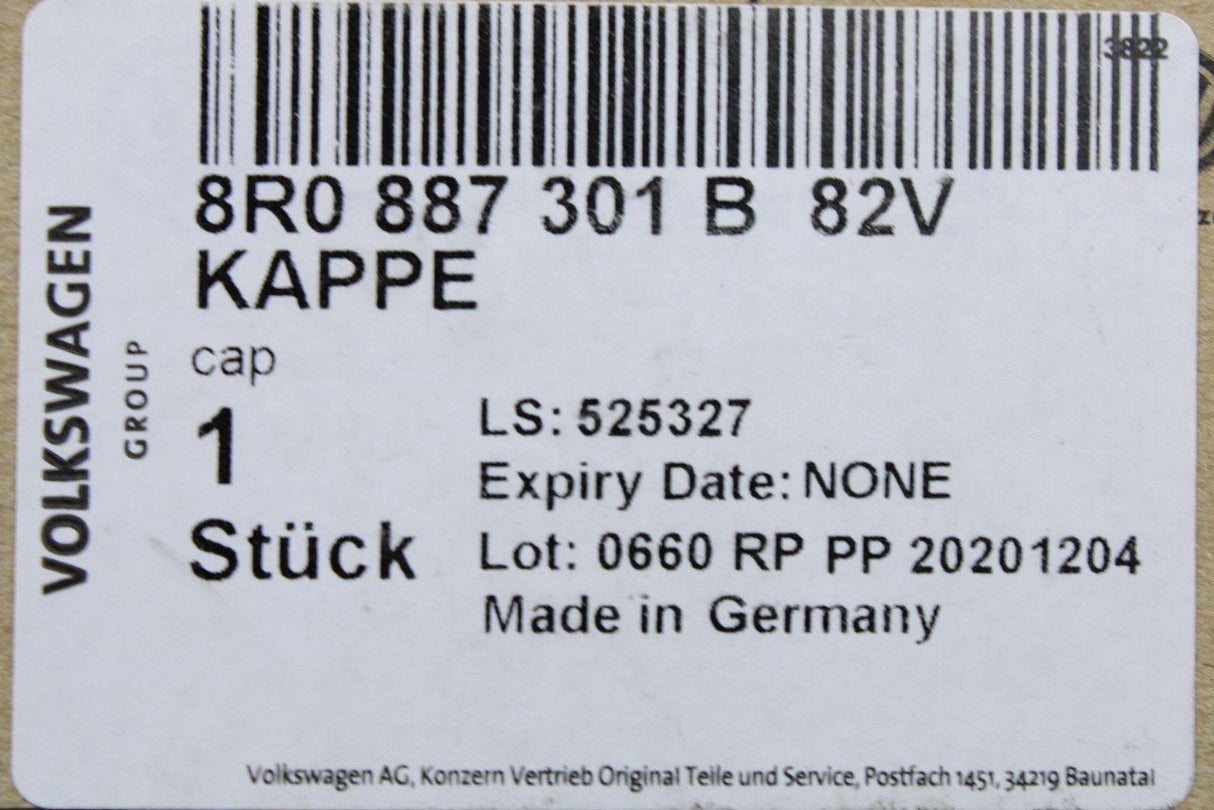 3822
8R0 887 301 B 82V
KAPPE
cap
1
Stück
LS: 525327
Expiry Date: NONE
Lot: 0660 RP PP 20201204
Made in Germany
VOLKSWAGEN
GROUP
Volkswagen AG, Konzern Vertrieb Original Teile und Service, Postfach 1451, 34219 Baunatal